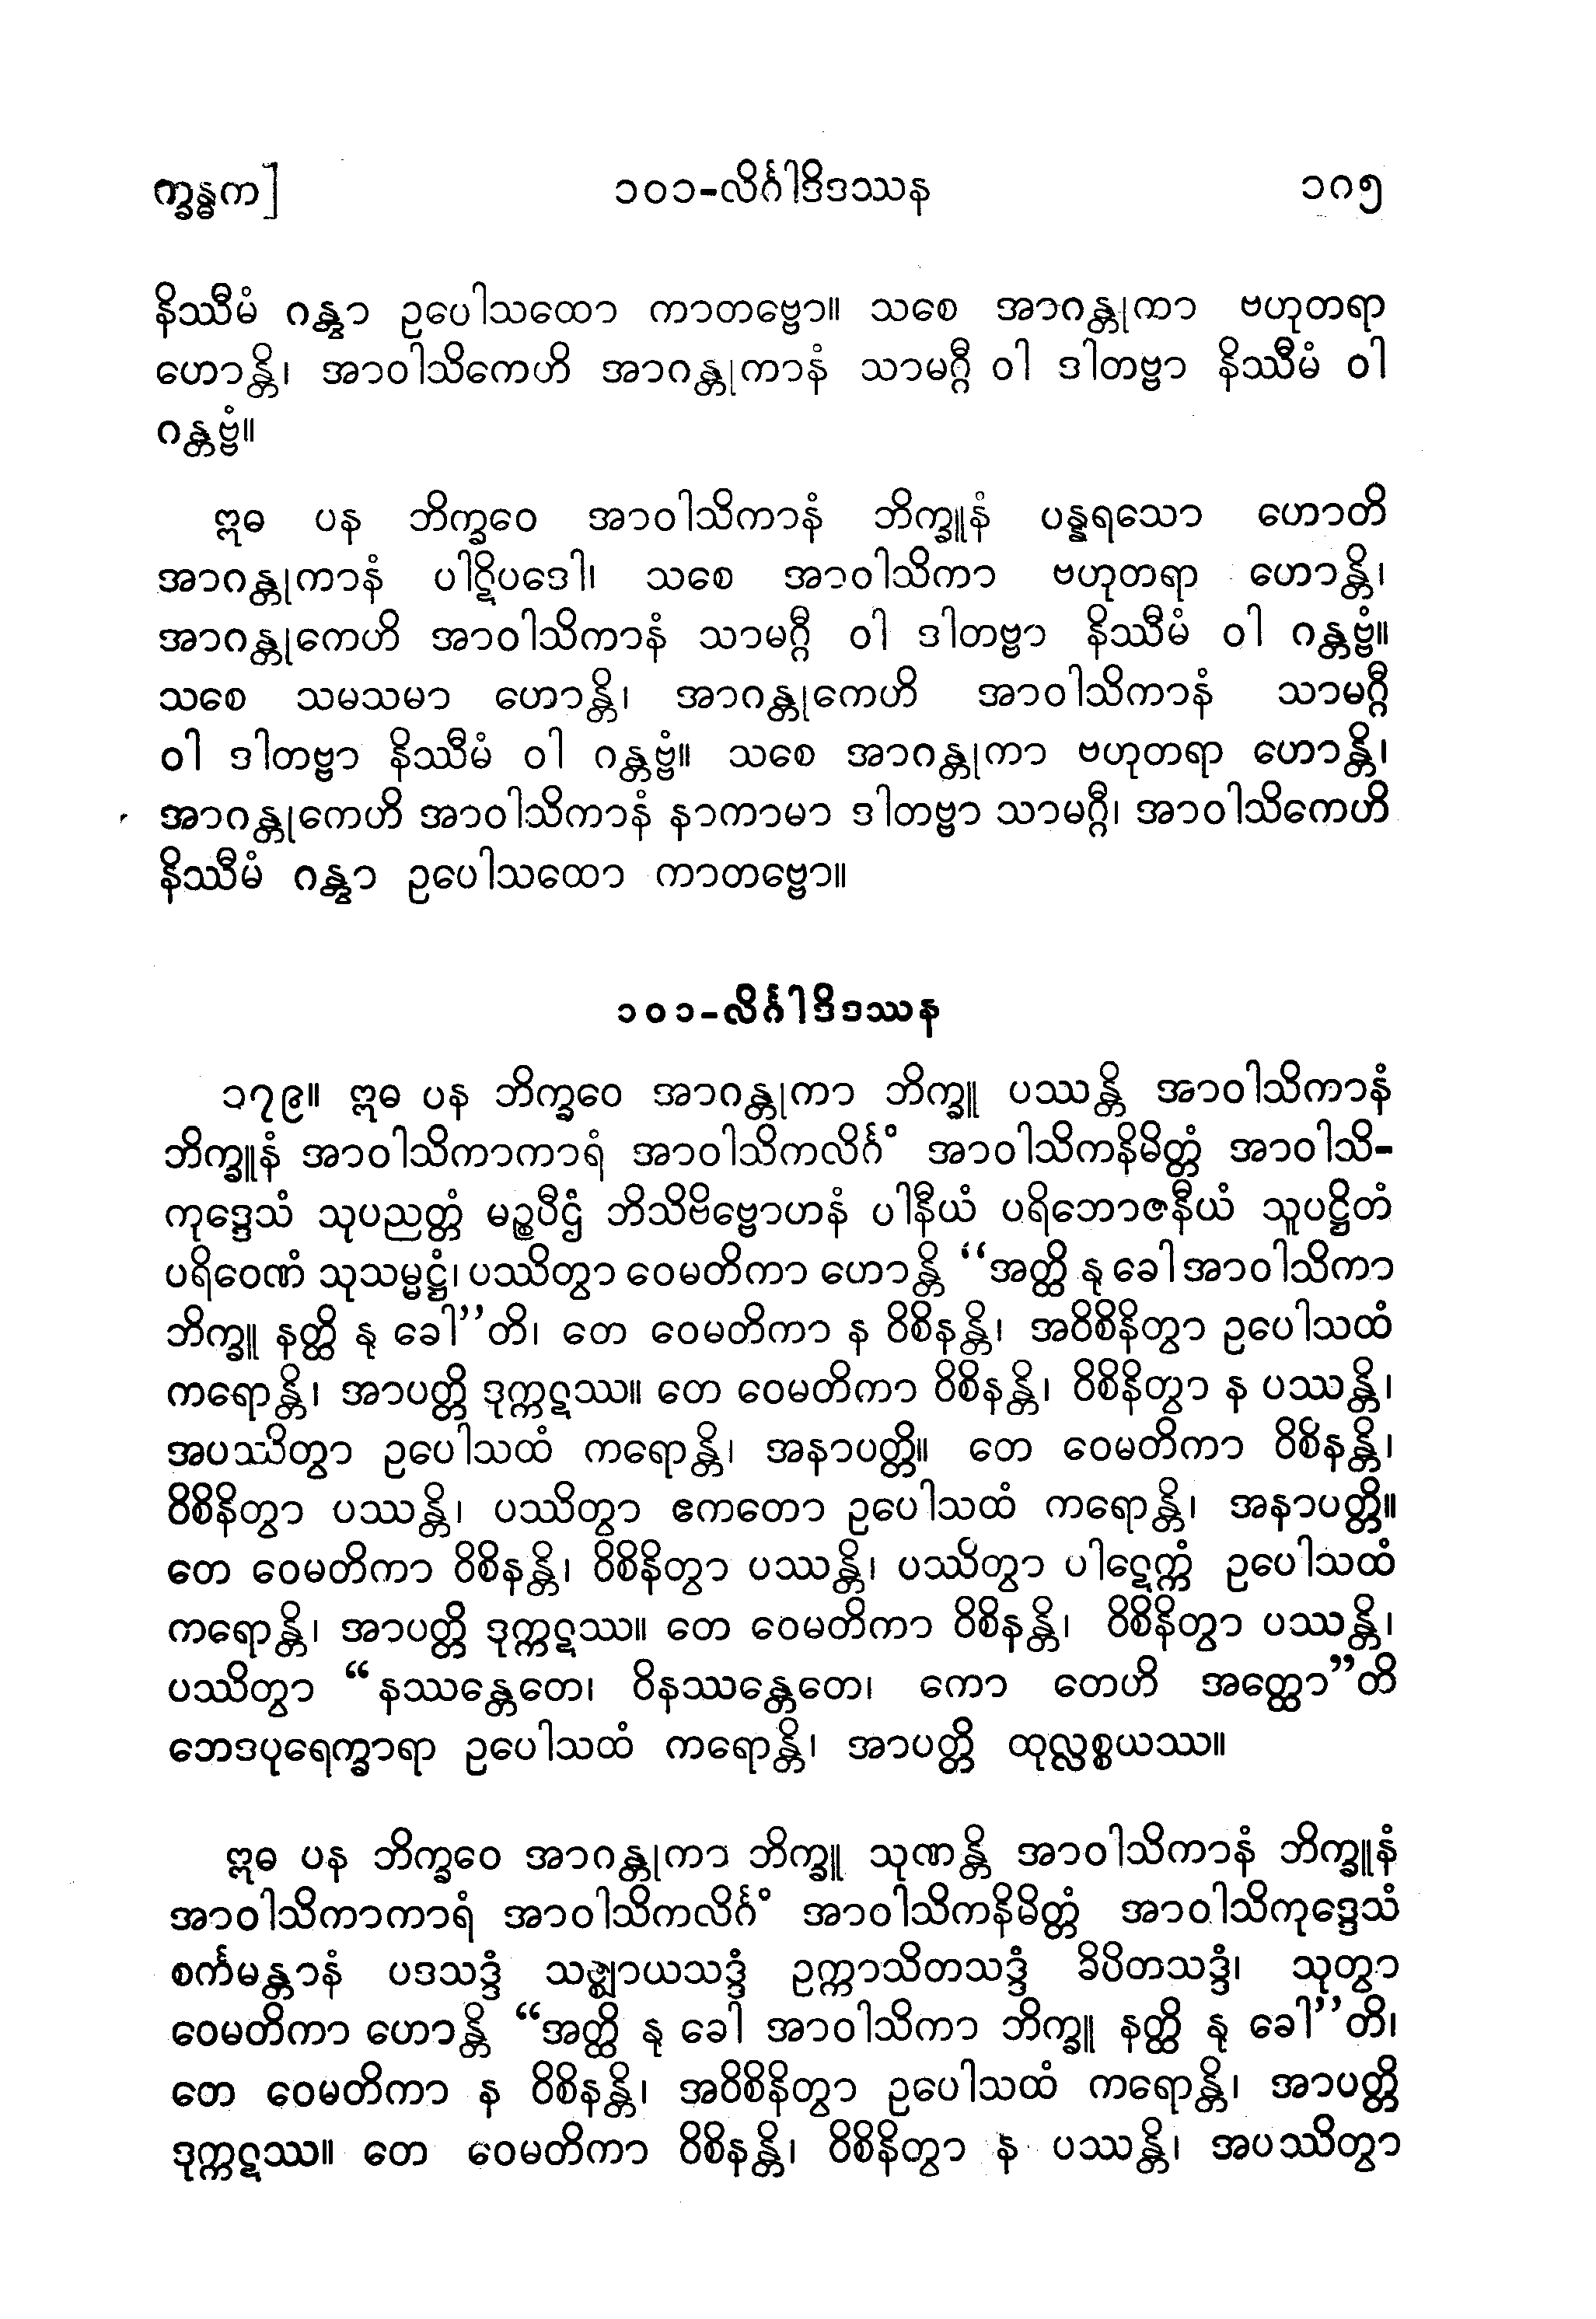 က္ခန္ဓက]
၁၀၁-လိင်္ဂါဒိဒဿန
၁၈၅
နိဿီမံ ဂန္တွာ ဥပေါသထော ကာတဗ္ဗော။ သစေ အာဂန္တုကာ ဗဟုတရာ
ဟောန္တိ၊ အာဝါသိကေဟိ အာဂန္တုကာနံ သာမဂ္ဂီ ဝါ ဒါတဗ္ဗာ နိဿီမံ ဝါ
ဂန္တဗ္ဗံ။
ဣဓ ပန ဘိက္ခဝေ အာဝါသိကာနံ ဘိက္ခူနံ ပန္နရသော ဟောတိ
အာဂန္တုကာနံ ပါဋိပဒေါ၊ သစေ အာဝါသိကာ ဗဟုတရာ ဟောန္တိ၊
အာဂန္တုကေဟိ အာဝါသိကာနံ သာမဂ္ဂီ ဝါ ဒါတဗ္ဗာ နိဿီမံ ဝါ ဂန္တဗ္ဗံ။
သစေ သမသမာ ဟောန္တိ၊ အာဂန္တုကေဟိ အာဝါသိကာနံ သာမဂ္ဂီ
ဝါ ဒါတဗ္ဗာ နိဿီမံ ဝါ ဂန္တဗ္ဗံ။ သစေ အာဂန္တုကာ ဗဟုတရာ ဟောန္တိ၊
အာဂန္တုကေဟိ အာဝါသိကာနံ နာကာမာ ဒါတဗ္ဗာ သာမဂ္ဂီ၊ အာဝါသိကေဟိ
နိဿီမံ ဂန္တွာ ဥပေါသထော ကာတဗ္ဗော။
၁၀၁-လိင်္ဂါဒိဒဿန
၁၇၉။ ဣဓ ပန ဘိက္ခဝေ အာဂန္တုကာ ဘိက္ခူ ပဿန္တိ အာဝါသိကာနံ
ဘိက္ခူနံ အာဝါသိကာကာရံ အာဝါသိကလိင်္ဂံ အာဝါသိကနိမိတ္တံ အာဝါသိ-
ကုဒ္ဒေသံ သုပညတ္တံ မဉ္စပီဌံ ဘိသိဗိဗ္ဗောဟနံ ပါနီယံ ပရိဘောဇနီယံ သူပဋ္ဌိတံ
ပရိဝေဏံ သုသမ္မဋ္ဌံ၊ ပဿိတွာ ဝေမတိကာ ဟောန္တိ “အတ္ထိ နု ခေါ အာဝါသိကာ
ဘိက္ခူ နတ္ထိ နု ခေါ”တိ၊ တေ ဝေမတိကာ န ဝိစိနန္တိ၊ အဝိစိနိတွာ ဥပေါသထံ
ကရောန္တိ၊ အာပတ္တိ ဒုက္ကဋဿ။ တေ ဝေမတိကာ ဝိစိနန္တိ၊ ဝိစိနိတွာ န ပဿန္တိ၊
အပဿိတွာ ဥပေါသထံ ကရောန္တိ၊ အနာပတ္တိ။ တေ ဝေမတိကာ ဝိစိနန္တိ၊
ဝိစိနိတွာ ပဿန္တိ၊ ပဿိတွာ ဧကတော ဥပေါသထံ ကရောန္တိ၊ အနာပတ္တိ။
တေ ဝေမတိကာ ဝိစိနန္တိ၊ ဝိစိနိတွာ ပဿန္တိ၊ ပဿိတွာ ပါဋေက္ကံ ဥပေါသထံ
ကရောန္တိ၊ အာပတ္တိ ဒုက္ကဋဿ။ တေ ဝေမတိကာ ဝိစိနန္တိ၊ ဝိစိနိတွာ ပဿန္တိ၊
ပဿိတွာ “နဿန္တေတေ၊ ဝိနဿန္တေတေ၊ ကော တေဟိ အတ္ထော”တိ
ဘေဒပုရေက္ခာရာ ဥပေါသထံ ကရောန္တိ၊ အာပတ္တိ ထုလ္လစ္စယဿ။
ဣဓ ပန ဘိက္ခဝေ အာဂန္တုကာ ဘိက္ခူ သုဏန္တိ အာဝါသိကာနံ ဘိက္ခူနံ
အာဝါသိကာကာရံ အာဝါသိကလိင်္ဂံ အာဝါသိကနိမိတ္တံ အာဝါသိကုဒ္ဒေသံ
စင်္ကမန္တာနံ ပဒသဒ္ဒံ သဇ္ဈာယသဒ္ဒံ ဥက္ကာသိတသဒ္ဒံ ခိပိတသဒ္ဒံ၊ သုတွာ
ဝေမတိကာ ဟောန္တိ “အတ္ထိ နု ခေါ အာဝါသိကာ ဘိက္ခူ နတ္ထိ နု ခေါ”တိ၊
တေ ဝေမတိကာ န ဝိစိနန္တိ၊ အဝိစိနိတွာ ဥပေါသထံ ကရောန္တိ၊ အာပတ္တိ
ဒုက္ကဋဿ။ တေ ဝေမတိကာ ဝိစိနန္တိ၊ ဝိစိနိတွာ န ပဿန္တိ၊ အပဿိတွာ